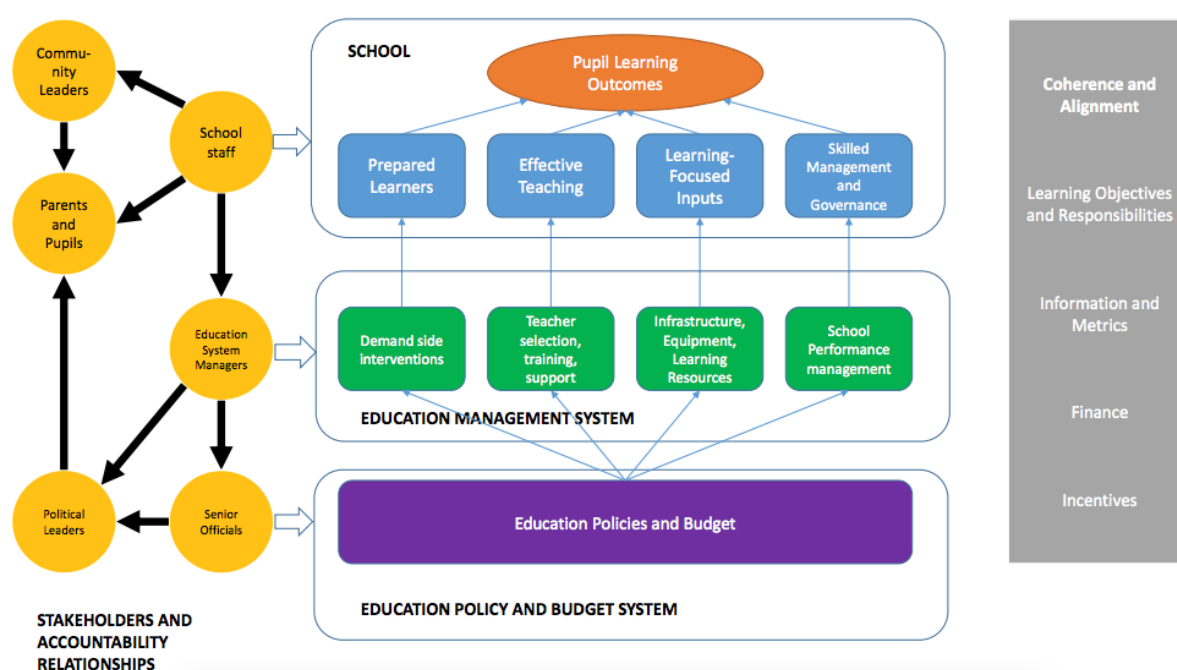 Commu-
nity
Leaders
School
staff
Parents
and
Pupils
Education
System
Managers
Political
Leaders
Senior
Officials
STAKEHOLDERS AND
ACCOUNTABILITY
RELATIONSHIPS
SCHOOL
Pupil Learning
Outcomes
Prepared
Learners
Effective
Teaching
Learning-
Focused
Inputs
Skilled
Management
and
Governance
Demand side
interventions
Teacher
selection,
training,
support
Infrastructure,
Equipment,
Learning
Resources
School
Performance
management
EDUCATION MANAGEMENT SYSTEM
Education Policies and Budget
EDUCATION POLICY AND BUDGET SYSTEM
Coherence and
Alignment
Learning Objectives
and Responsibilities
Information and
Metrics
Finance
Incentives